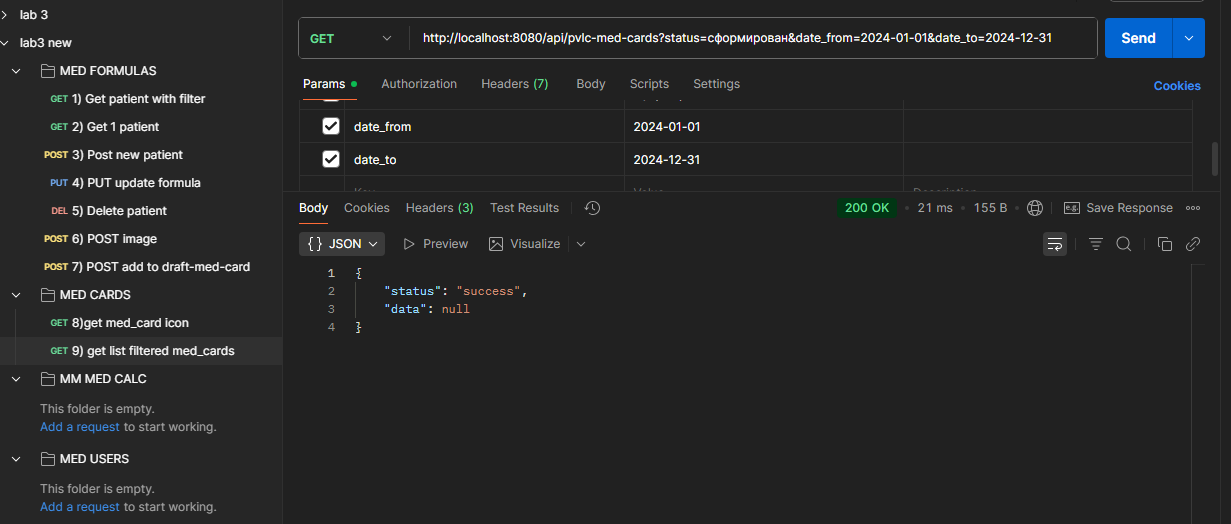 lab 3
lab3 new
MED FORMULAS
GET 1) Get patient with filter
GET 2) Get 1 patient
POST 3) Post new patient
PUT 4) PUT update formula
DEL 5) Delete patient
POST 6) POST image
POST 7) POST add to draft-med-card
MED CARDS
GET 8)get med_card icon
GET 9) get list filtered med_cards
MM MED CALC
This folder is empty.
Add a request to start working.
MED USERS
This folder is empty.
Add a request to start working.
GET http://localhost:8080/api/pvlc-med-cards?status=сформирован&date_from=2024-01-01&date_to=2024-12-31 Send
Params Authorization Headers (7) Body Scripts Settings Cookies
date_from 2024-01-01
date_to 2024-12-31
Key Value Description
Body Cookies Headers (3) Test Results 200 OK 21 ms 155 B e.g. Save Response
{} JSON Preview Visualize
1 {
2 "status": "success",
3 "data": null
4 }